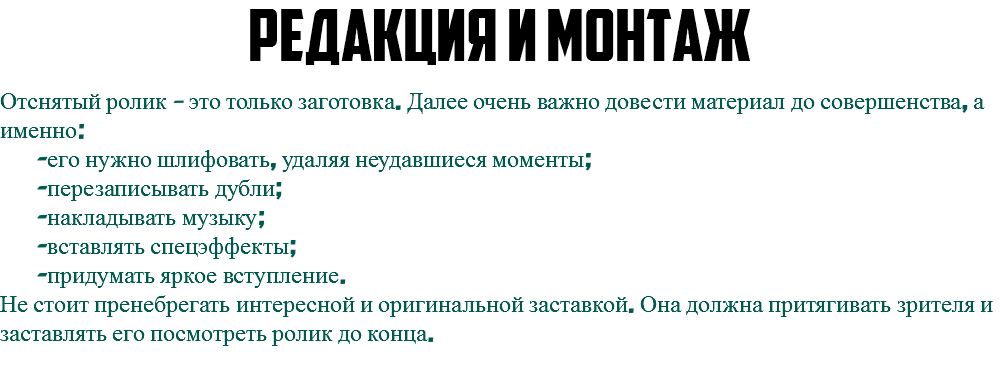 РЕДАКЦИЯ И МОНТАЖ
Отснятый ролик - это только заготовка. Далее очень важно довести материал до совершенства, а
именно:
-его нужно шлифовать, удаляя неудавшиеся моменты;
-перезаписывать дубли;
-накладывать музыку;
-вставлять спецэффекты;
-придумать яркое вступление.
Не стоит пренебрегать интересной и оригинальной заставкой. Она должна притягивать зрителя и
заставлять его посмотреть ролик до конца.